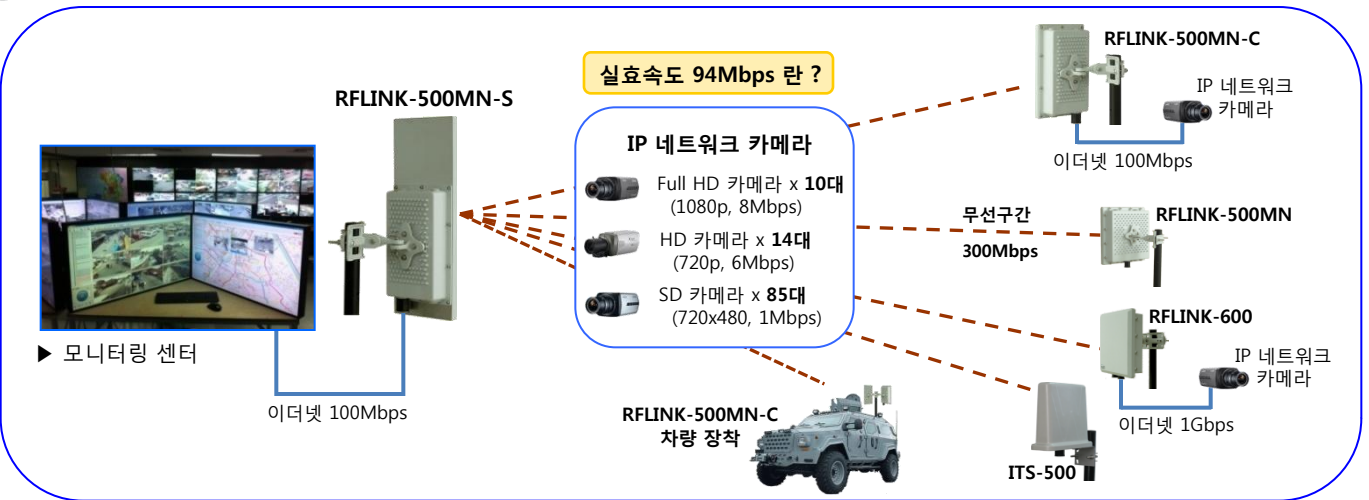 실효속도 94Mbps 란 ?
RFLINK-500MN-S
▶ 모니터링 센터
이더넷 100Mbps
IP 네트워크 카메라
Full HD 카메라 x 10대
(1080p, 8Mbps)
HD 카메라 x 14대
(720p, 6Mbps)
SD 카메라 x 85대
(720x480, 1Mbps)
RFLINK-500MN-C
IP 네트워크
카메라
이더넷 100Mbps
무선구간
300Mbps
RFLINK-500MN
RFLINK-600
IP 네트워크
카메라
이더넷 1Gbps
RFLINK-500MN-C
차량 장착
ITS-500